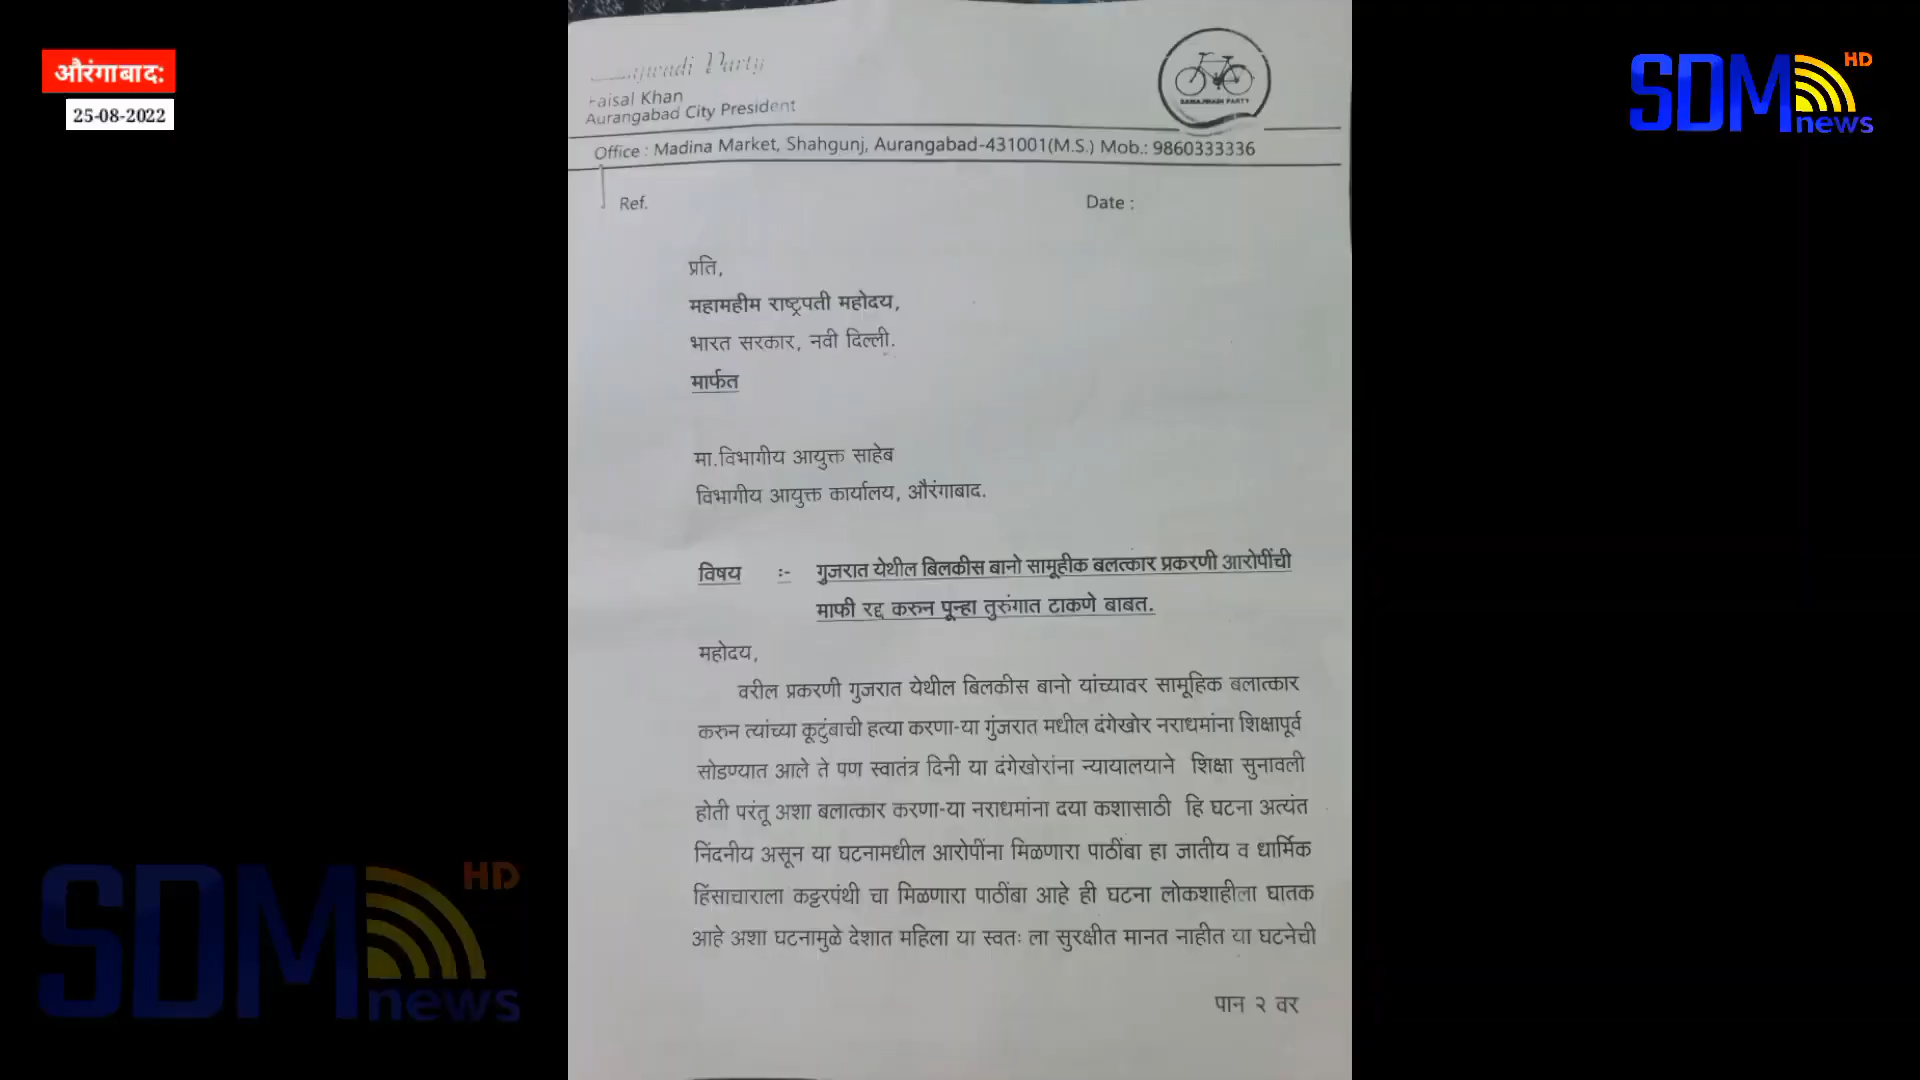 औरंगाबाद:
25-08-2022
SDM news HD
Party
Faisal Khan
Aurangabad City President
SAMAJWADI PARTY
Office : Madina Market, Shahgunj, Aurangabad-431001(M.S.) Mob.: 9860333336
Ref. Date :
प्रति,
महामहीम राष्ट्रपती महोदय,
भारत सरकार, नवी दिल्ली.
मार्फत
मा.विभागीय आयुक्त साहेब
विभागीय आयुक्त कार्यालय, औरंगाबाद.
विषय :- गुजरात येथील बिलकीस बानो सामूहीक बलत्कार प्रकरणी आरोपींची
माफी रद्द करुन पून्हा तुरुंगात टाकणे बाबत.
महोदय,
वरील प्रकरणी गुजरात येथील बिलकीस बानो यांच्यावर सामूहिक बलात्कार
करुन त्यांच्या कूटुंबाची हत्या करणा-या गुंजरात मधील दंगेखोर नराधमांना शिक्षापूर्व
सोडण्यात आले ते पण स्वातंत्र दिनी या दंगेखोरांना न्यायालयाने शिक्षा सुनावली
होती परंतू अशा बलात्कार करणा-या नराधमांना दया कशासाठी हि घटना अत्यंत
निंदनीय असून या घटनामधील आरोपींना मिळणारा पाठींबा हा जातीय व धार्मिक
हिंसाचाराला कट्टरपंथी चा मिळणारा पाठींबा आहे ही घटना लोकशाहीला घातक
आहे अशा घटनामुळे देशात महिला या स्वतः ला सुरक्षीत मानत नाहीत या घटनेची
पान २ वर
SDM news HD